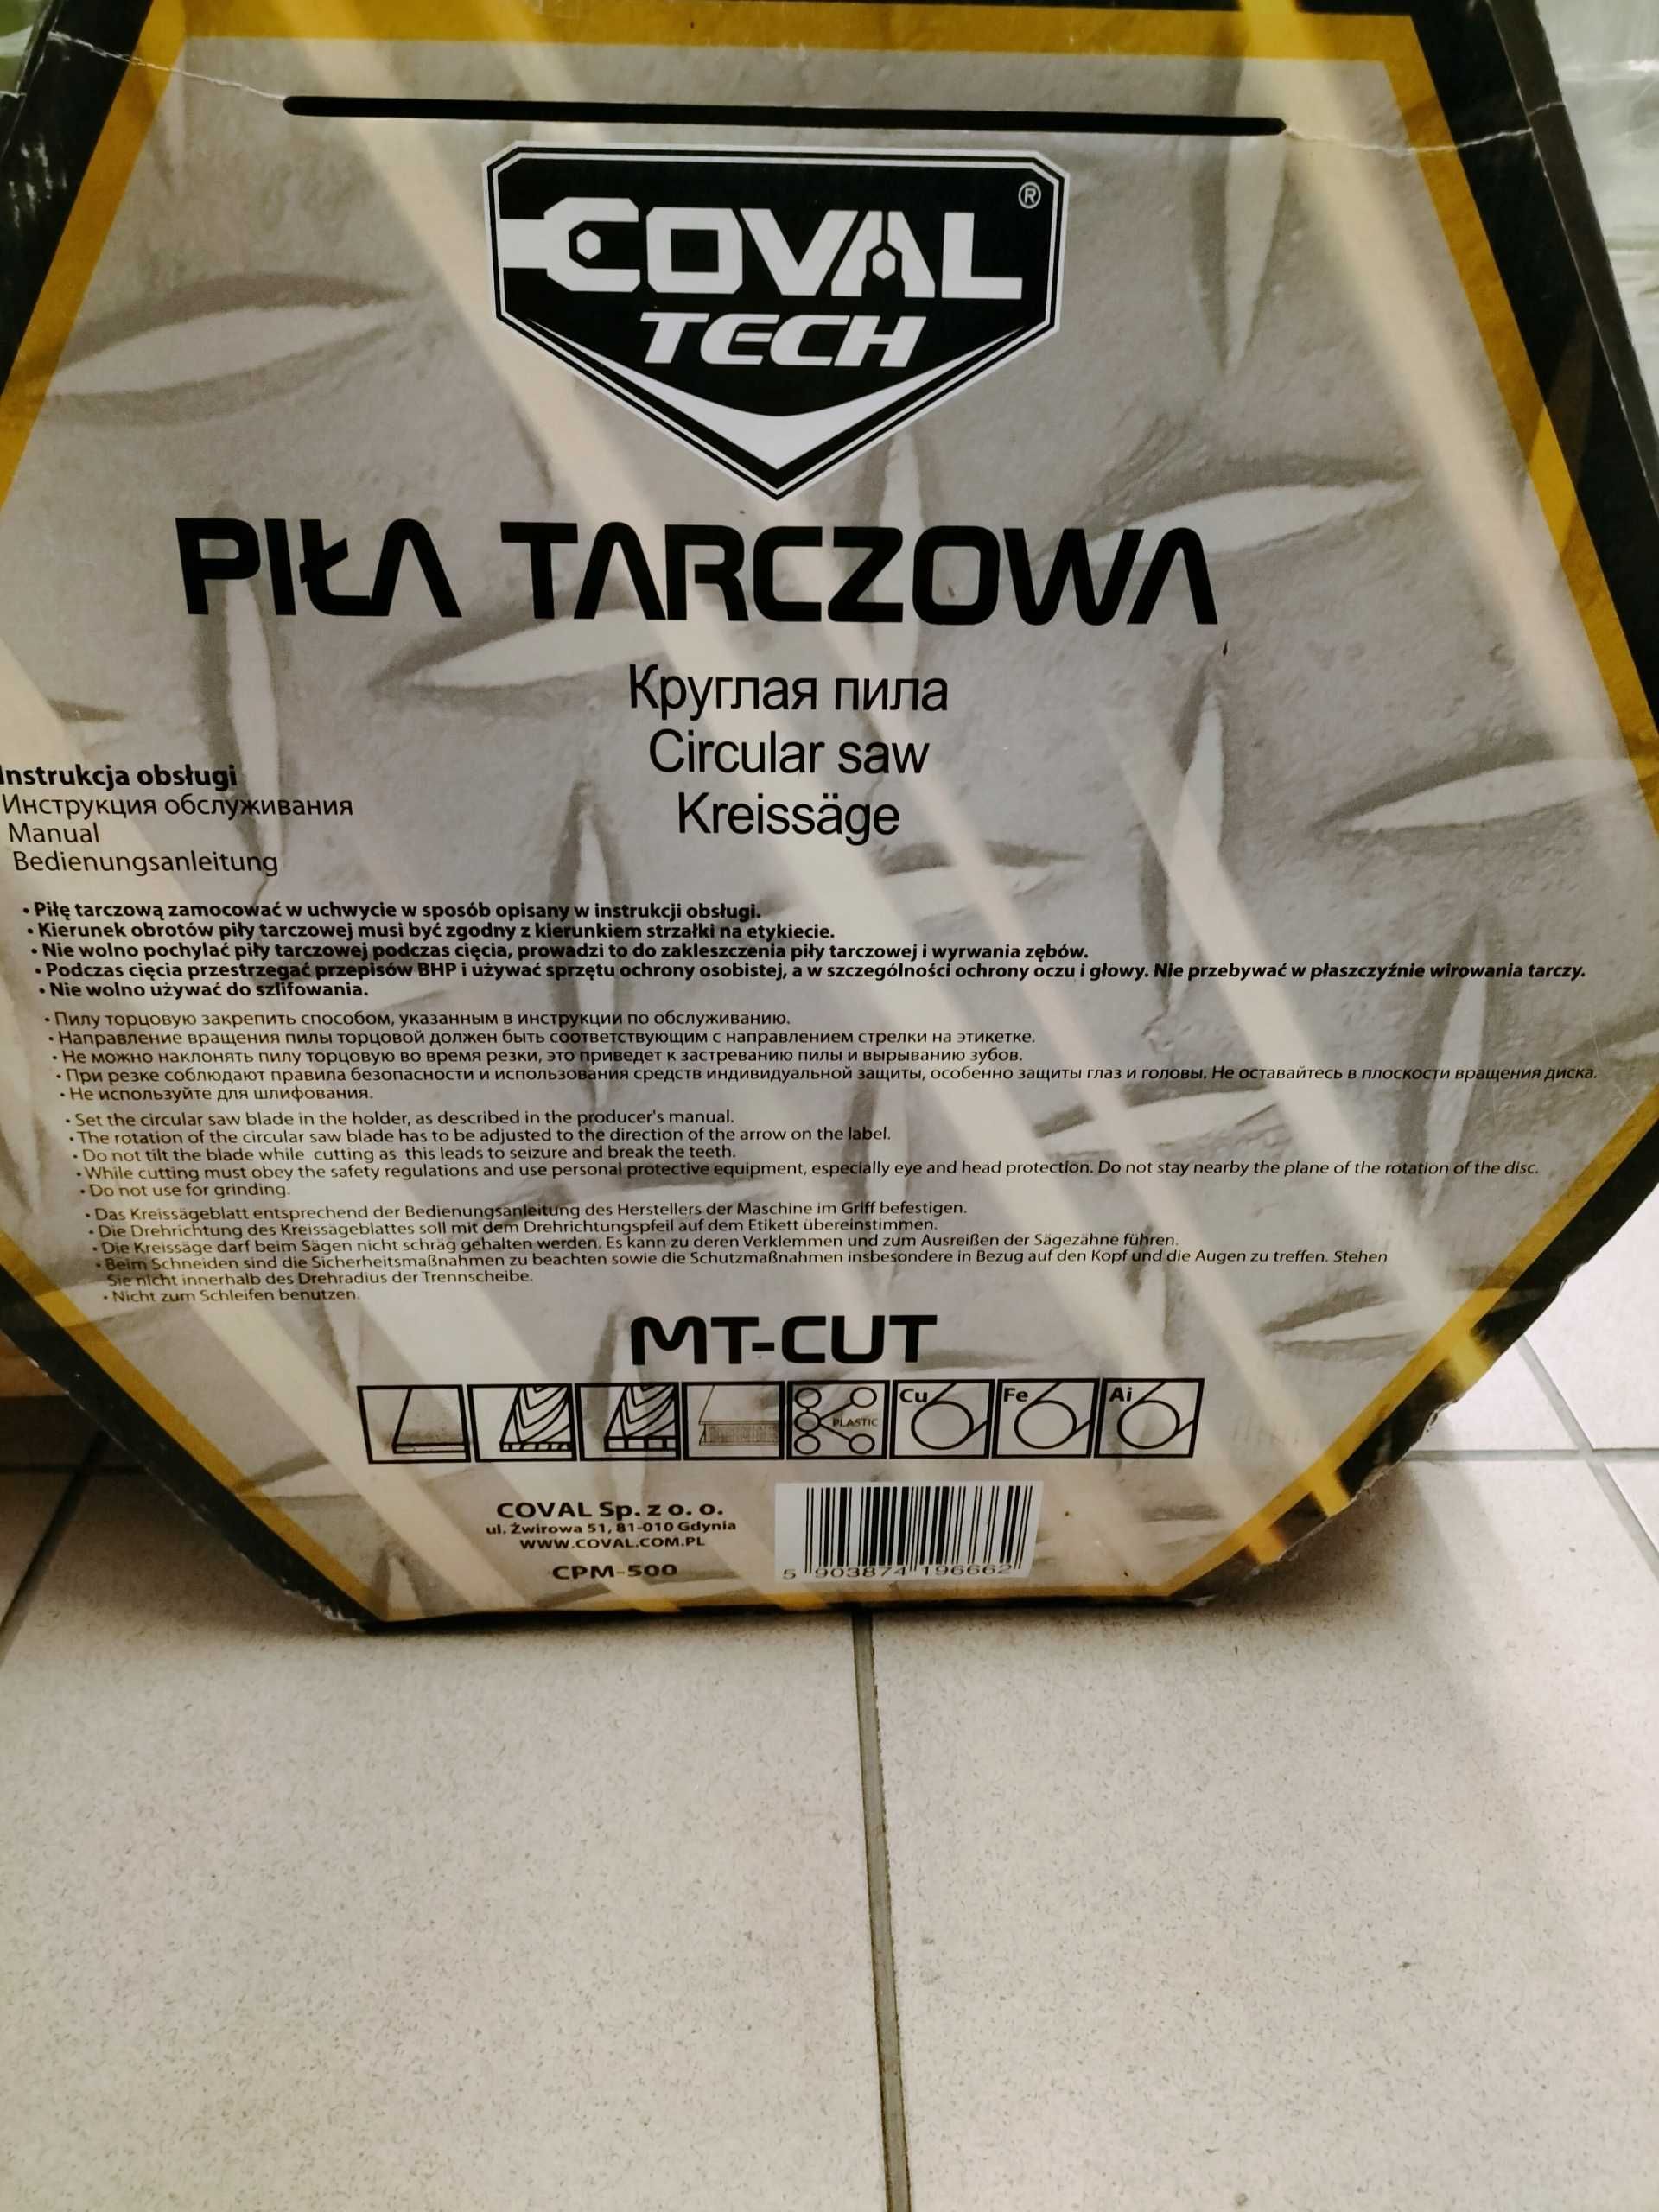 COVAL®
TECH
PIŁA TARCZOWA
Круглая пила
Circular saw
Kreissäge
Instrukcja obsługi
Инструкция обслуживания
Manual
Bedienungsanleitung
• Piłę tarczową zamocować w uchwycie w sposób opisany w instrukcji obsługi.
• Kierunek obrotów piły tarczowej musi być zgodny z kierunkiem strzałki na etykiecie.
• Nie wolno pochylać piły tarczowej podczas cięcia, prowadzi to do zakleszczenia piły tarczowej i wyrwania zębów.
• Podczas cięcia przestrzegać przepisów BHP i używać sprzętu ochrony osobistej, a w szczególności ochrony oczu i głowy. Nie przebywać w płaszczyźnie wirowania tarczy.
• Nie wolno używać do szlifowania.
• Пилу торцовую закрепить способом, указанным в инструкции по обслуживанию.
• Направление вращения пилы торцовой должен быть соответствующим с направлением стрелки на этикетке.
• Не можно наклонять пилу торцовую во время резки, это приведет к застреванию пилы и вырыванию зубов.
• При резке соблюдают правила безопасности и использования средств индивидуальной защиты, особенно защиты глаз и головы. Не оставайтесь в плоскости вращения диска.
• Не используйте для шлифования.
• Set the circular saw blade in the holder, as described in the producer's manual.
• The rotation of the circular saw blade has to be adjusted to the direction of the arrow on the label.
• Do not tilt the blade while cutting as this leads to seizure and break the teeth.
• While cutting must obey the safety regulations and use personal protective equipment, especially eye and head protection. Do not stay nearby the plane of the rotation of the disc.
• Do not use for grinding.
• Das Kreissägeblatt entsprechend der Bedienungsanleitung des Herstellers der Maschine im Griff befestigen.
• Die Drehrichtung des Kreissägeblattes soll mit dem Drehrichtungspfeil auf dem Etikett übereinstimmen.
• Die Kreissäge darf beim Sägen nicht schräg gehalten werden. Es kann zu deren Verklemmen und zum Ausreißen der Sägezähne führen.
• Beim Schneiden sind die Sicherheitsmaßnahmen zu beachten sowie die Schutzmaßnahmen insbesondere in Bezug auf den Kopf und die Augen zu treffen. Stehen
Sie nicht innerhalb des Drehradius der Trennscheibe.
• Nicht zum Schleifen benutzen.
MT-CUT
PLASTIC Cu Fe Ai
COVAL Sp. z o. o.
ul. Żwirowa 51, 81-010 Gdynia
WWW.COVAL.COM.PL
CPM-500
5 903874 196662